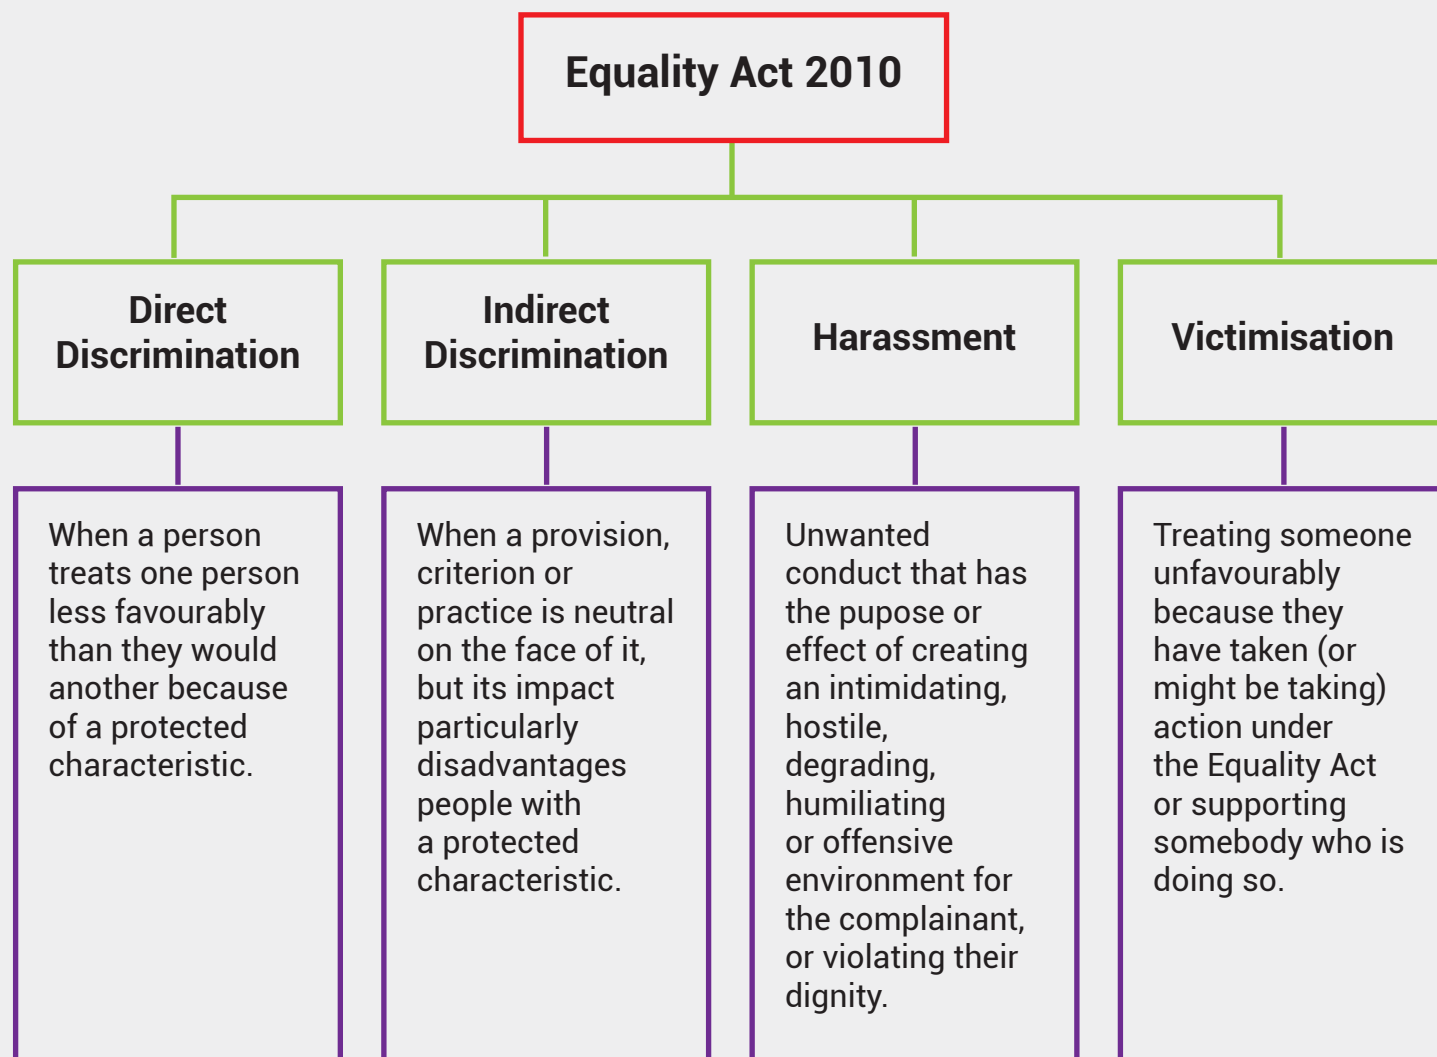 Equality Act 2010
Direct
Discrimination
Indirect
Discrimination
Harassment
Victimisation
When a person
treats one person
less favourably
than they would
another because
of a protected
characteristic.
When a provision,
criterion or
practice is neutral
on the face of it,
but its impact
particularly
disadvantages
people with
a protected
characteristic.
Unwanted
conduct that has
the pupose or
effect of creating
an intimidating,
hostile,
degrading,
humiliating
or offensive
environment for
the complainant,
or violating their
dignity.
Treating someone
unfavourably
because they
have taken (or
might be taking)
action under
the Equality Act
or supporting
somebody who is
doing so.